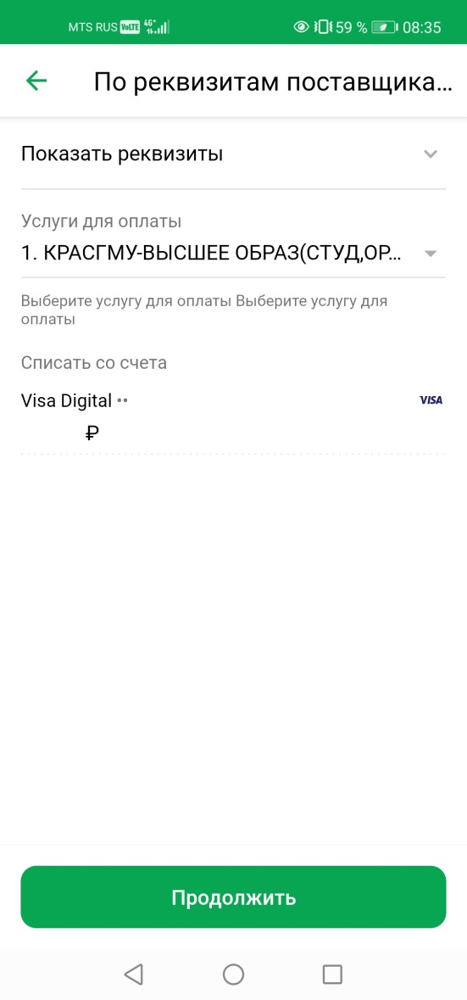 MTS RUS VoLTE 4G+ 59 % 08:35
По реквизитам поставщика...
Показать реквизиты
Услуги для оплаты
1. КРАСГМУ-ВЫСШЕЕ ОБРАЗ(СТУД,ОР...
Выберите услугу для оплаты Выберите услугу для
оплаты
Списать со счета
Visa Digital •• VISA
₽
Продолжить